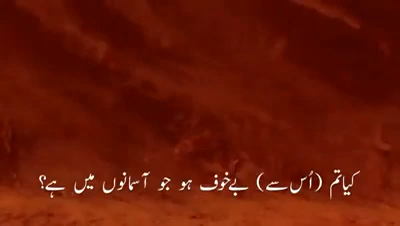 کیا تم (اُس سے) بےخوف ہو جو آسمانوں میں ہے؟